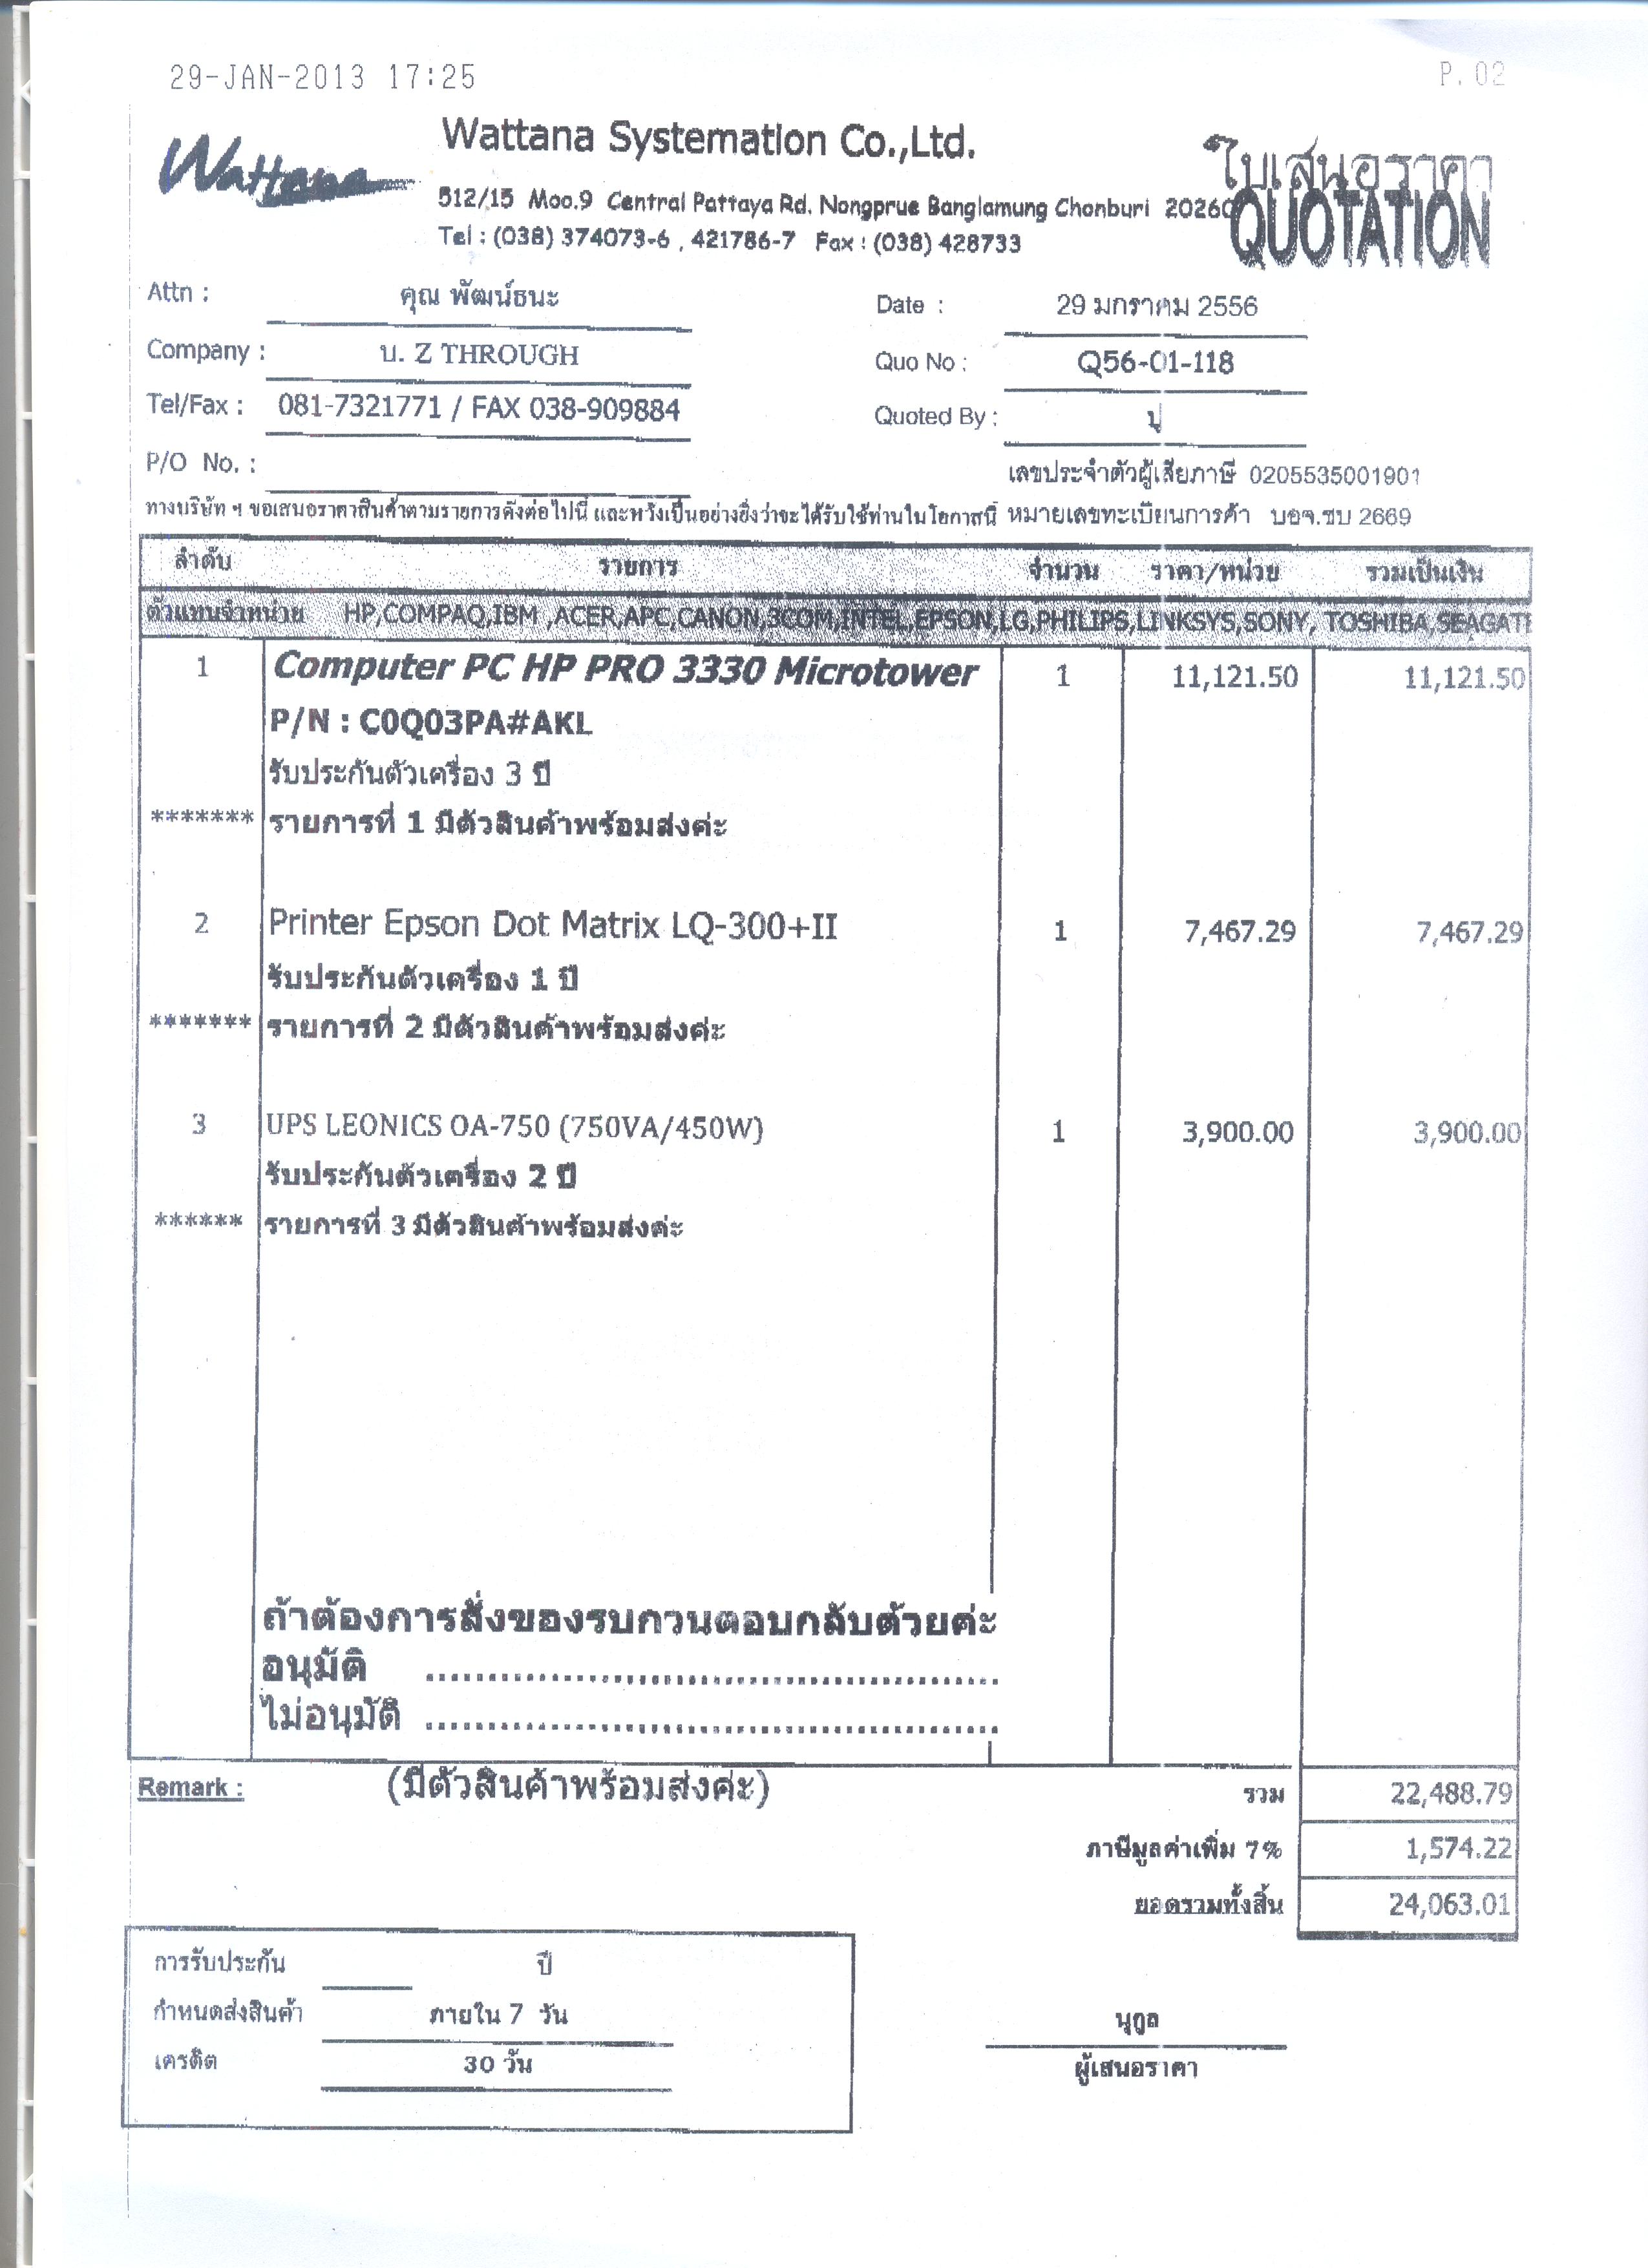 29-JAN-2013 17:25 P.02
Wattana
Wattana Systemation Co.,Ltd.
ใบเสนอราคา
QUOTATION
512/15 Moo.9 Central Pattaya Rd. Nongprue Banglamung Chonburi 20260
Tel : (038) 374073-6 , 421786-7 Fax : (038) 428733
Attn : คุณ พัฒน์ธนะ Date : 29 มกราคม 2556
Company : บ. Z THROUGH Quo No : Q56-01-118
Tel/Fax : 081-7321771 / FAX 038-909884 Quoted By : ปู
P/O No. : เลขประจำตัวผู้เสียภาษี 0205535001901
ทางบริษัท ฯ ขอเสนอราคาสินค้าตามรายการดังต่อไปนี้ และหวังเป็นอย่างยิ่งว่าจะได้รับใช้ท่านในโอกาสนี้ หมายเลขทะเบียนการค้า บอจ.ชบ 2669
ลำดับ รายการ จำนวน ราคา/หน่วย รวมเป็นเงิน
ตัวแทนจำหน่าย HP,COMPAQ,IBM ,ACER,APC,CANON,3COM,INTEL,EPSON,LG,PHILIPS,LINKSYS,SONY, TOSHIBA,SEAGATE
1 Computer PC HP PRO 3330 Microtower 1 11,121.50 11,121.50
P/N : C0Q03PA#AKL
รับประกันตัวเครื่อง 3 ปี
******* รายการที่ 1 มีตัวสินค้าพร้อมส่งค่ะ
2 Printer Epson Dot Matrix LQ-300+II 1 7,467.29 7,467.29
รับประกันตัวเครื่อง 1 ปี
******* รายการที่ 2 มีตัวสินค้าพร้อมส่งค่ะ
3 UPS LEONICS OA-750 (750VA/450W) 1 3,900.00 3,900.00
รับประกันตัวเครื่อง 2 ปี
****** รายการที่ 3 มีตัวสินค้าพร้อมส่งค่ะ
ถ้าต้องการสั่งของรบกวนตอบกลับด้วยค่ะ
อนุมัติ ..............................................
ไม่อนุมัติ ..............................................
Remark : (มีตัวสินค้าพร้อมส่งค่ะ) รวม 22,488.79
ภาษีมูลค่าเพิ่ม 7% 1,574.22
ยอดรวมทั้งสิ้น 24,063.01
การรับประกัน ปี
กำหนดส่งสินค้า ภายใน 7 วัน
เครดิต 30 วัน
นุกูล
ผู้เสนอราคา